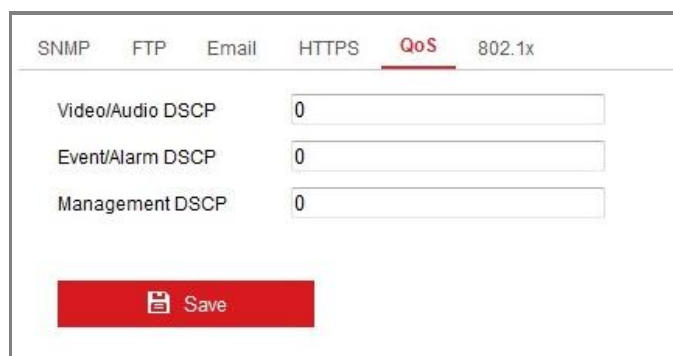 SNMP FTP Email HTTPS QoS 802.1x
Video/Audio DSCP 0
Event/Alarm DSCP 0
Management DSCP 0
Save